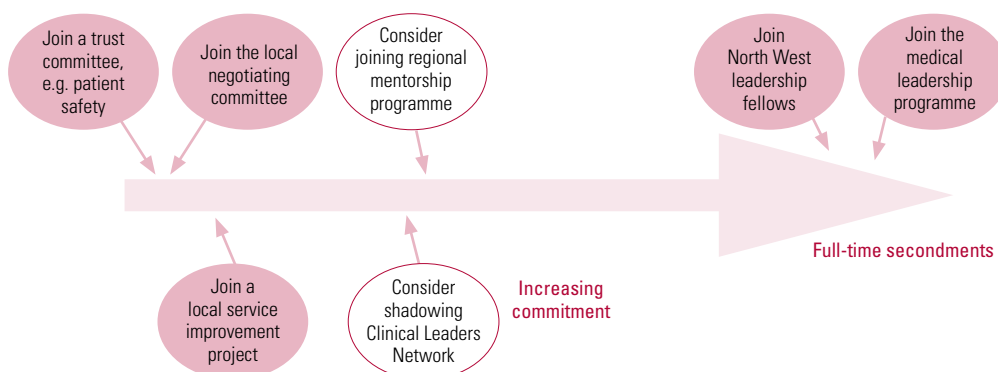 Join a trust
committee,
e.g. patient
safety
Join the local
negotiating
committee
Consider
joining regional
mentorship
programme
Join
North West
leadership
fellows
Join the
medical
leadership
programme
Full-time secondments
Join a
local service
improvement
project
Consider
shadowing
Clinical Leaders
Network
Increasing
commitment